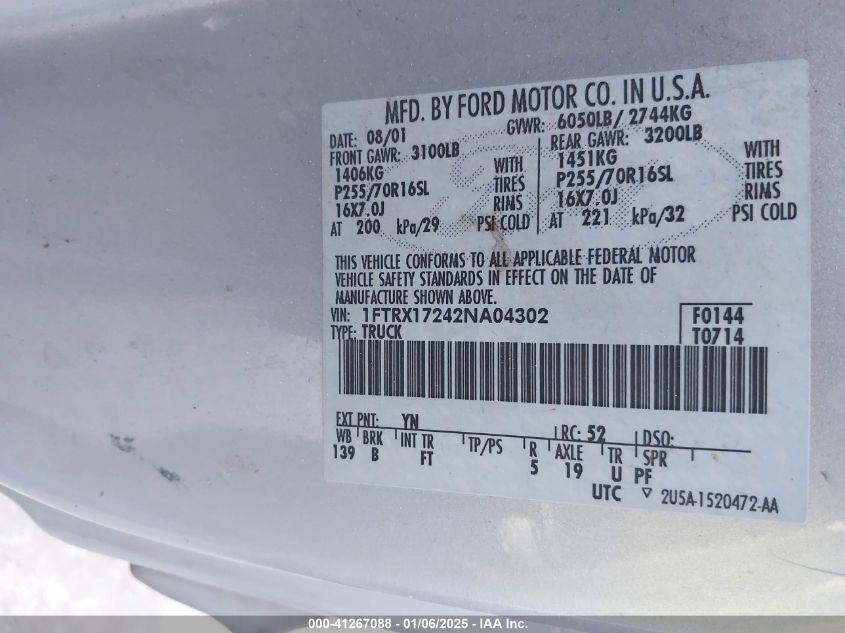 MFD. BY FORD MOTOR CO. IN U.S.A.
DATE: 08/01 GVWR: 6050LB/ 2744KG
FRONT GAWR: 3100LB REAR GAWR: 3200LB
1406KG WITH 1451KG WITH
P255/70R16SL TIRES P255/70R16SL TIRES
16X7.0J RIMS 16X7.0J RIMS
AT 200 kPa/29 PSI COLD AT 221 kPa/32 PSI COLD
THIS VEHICLE CONFORMS TO ALL APPLICABLE FEDERAL MOTOR
VEHICLE SAFETY STANDARDS IN EFFECT ON THE DATE OF
MANUFACTURE SHOWN ABOVE.
VIN: 1FTRX17242NA04302 F0144
TYPE: TRUCK T0714
EXT PNT: YN RC: 52 DSO:
WB BRK INT TR TP/PS R AXLE TR SPR
139 B FT 5 19 U PF
UTC ▽ 2U5A-1520472-AA
000-41267088 - 01/06/2025 - IAA Inc.